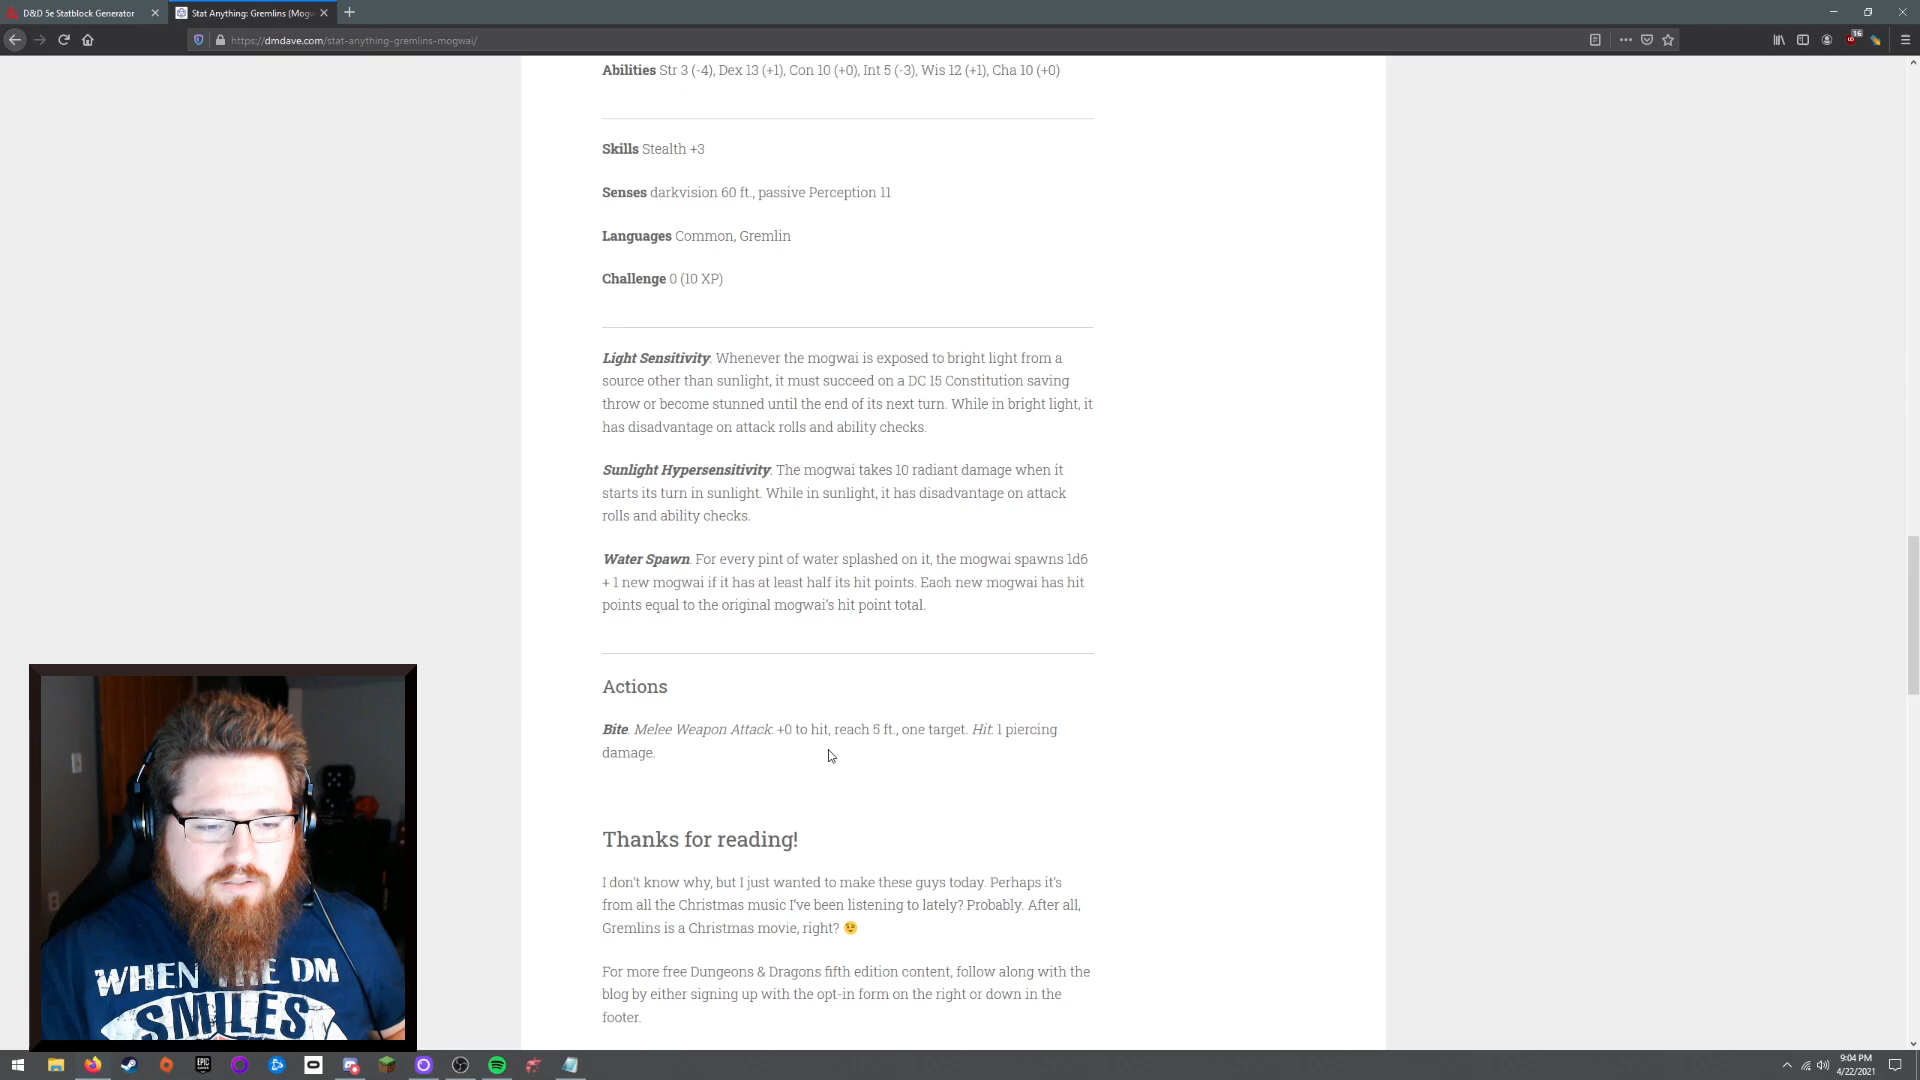 D&D 5e Statblock Generator
Stat Anything: Gremlins (Mogw
https://dmdave.com/stat-anything-gremlins-mogwai/
16
Abilities Str 3 (-4), Dex 13 (+1), Con 10 (+0), Int 5 (-3), Wis 12 (+1), Cha 10 (+0)
Skills Stealth +3
Senses darkvision 60 ft., passive Perception 11
Languages Common, Gremlin
Challenge 0 (10 XP)
Light Sensitivity. Whenever the mogwai is exposed to bright light from a
source other than sunlight, it must succeed on a DC 15 Constitution saving
throw or become stunned until the end of its next turn. While in bright light, it
has disadvantage on attack rolls and ability checks.
Sunlight Hypersensitivity. The mogwai takes 10 radiant damage when it
starts its turn in sunlight. While in sunlight, it has disadvantage on attack
rolls and ability checks.
Water Spawn. For every pint of water splashed on it, the mogwai spawns 1d6
+ 1 new mogwai if it has at least half its hit points. Each new mogwai has hit
points equal to the original mogwai's hit point total.
Actions
Bite. Melee Weapon Attack: +0 to hit, reach 5 ft., one target. Hit: 1 piercing
damage.
Thanks for reading!
I don't know why, but I just wanted to make these guys today. Perhaps it's
from all the Christmas music I've been listening to lately? Probably. After all,
Gremlins is a Christmas movie, right? 😉
For more free Dungeons & Dragons fifth edition content, follow along with the
blog by either signing up with the opt-in form on the right or down in the
footer.
WHEN THE DM
SMILES
EPIC
9:04 PM
4/22/2021